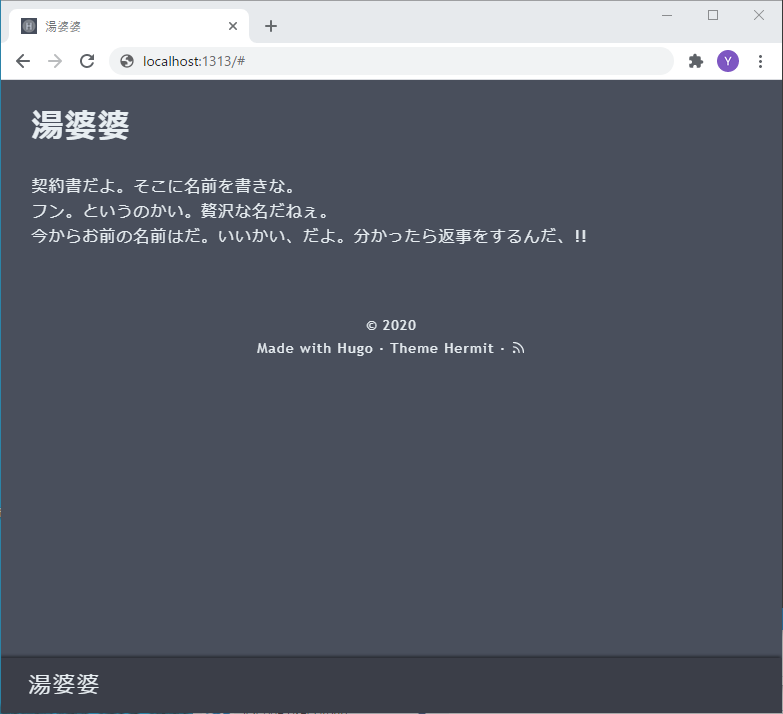 湯婆婆
localhost:1313/#
Y
湯婆婆
契約書だよ。そこに名前を書きな。
フン。というのかい。贅沢な名だねぇ。
今からお前の名前はだ。いいかい、だよ。分かったら返事をするんだ、!!
© 2020
Made with Hugo · Theme Hermit ·
湯婆婆